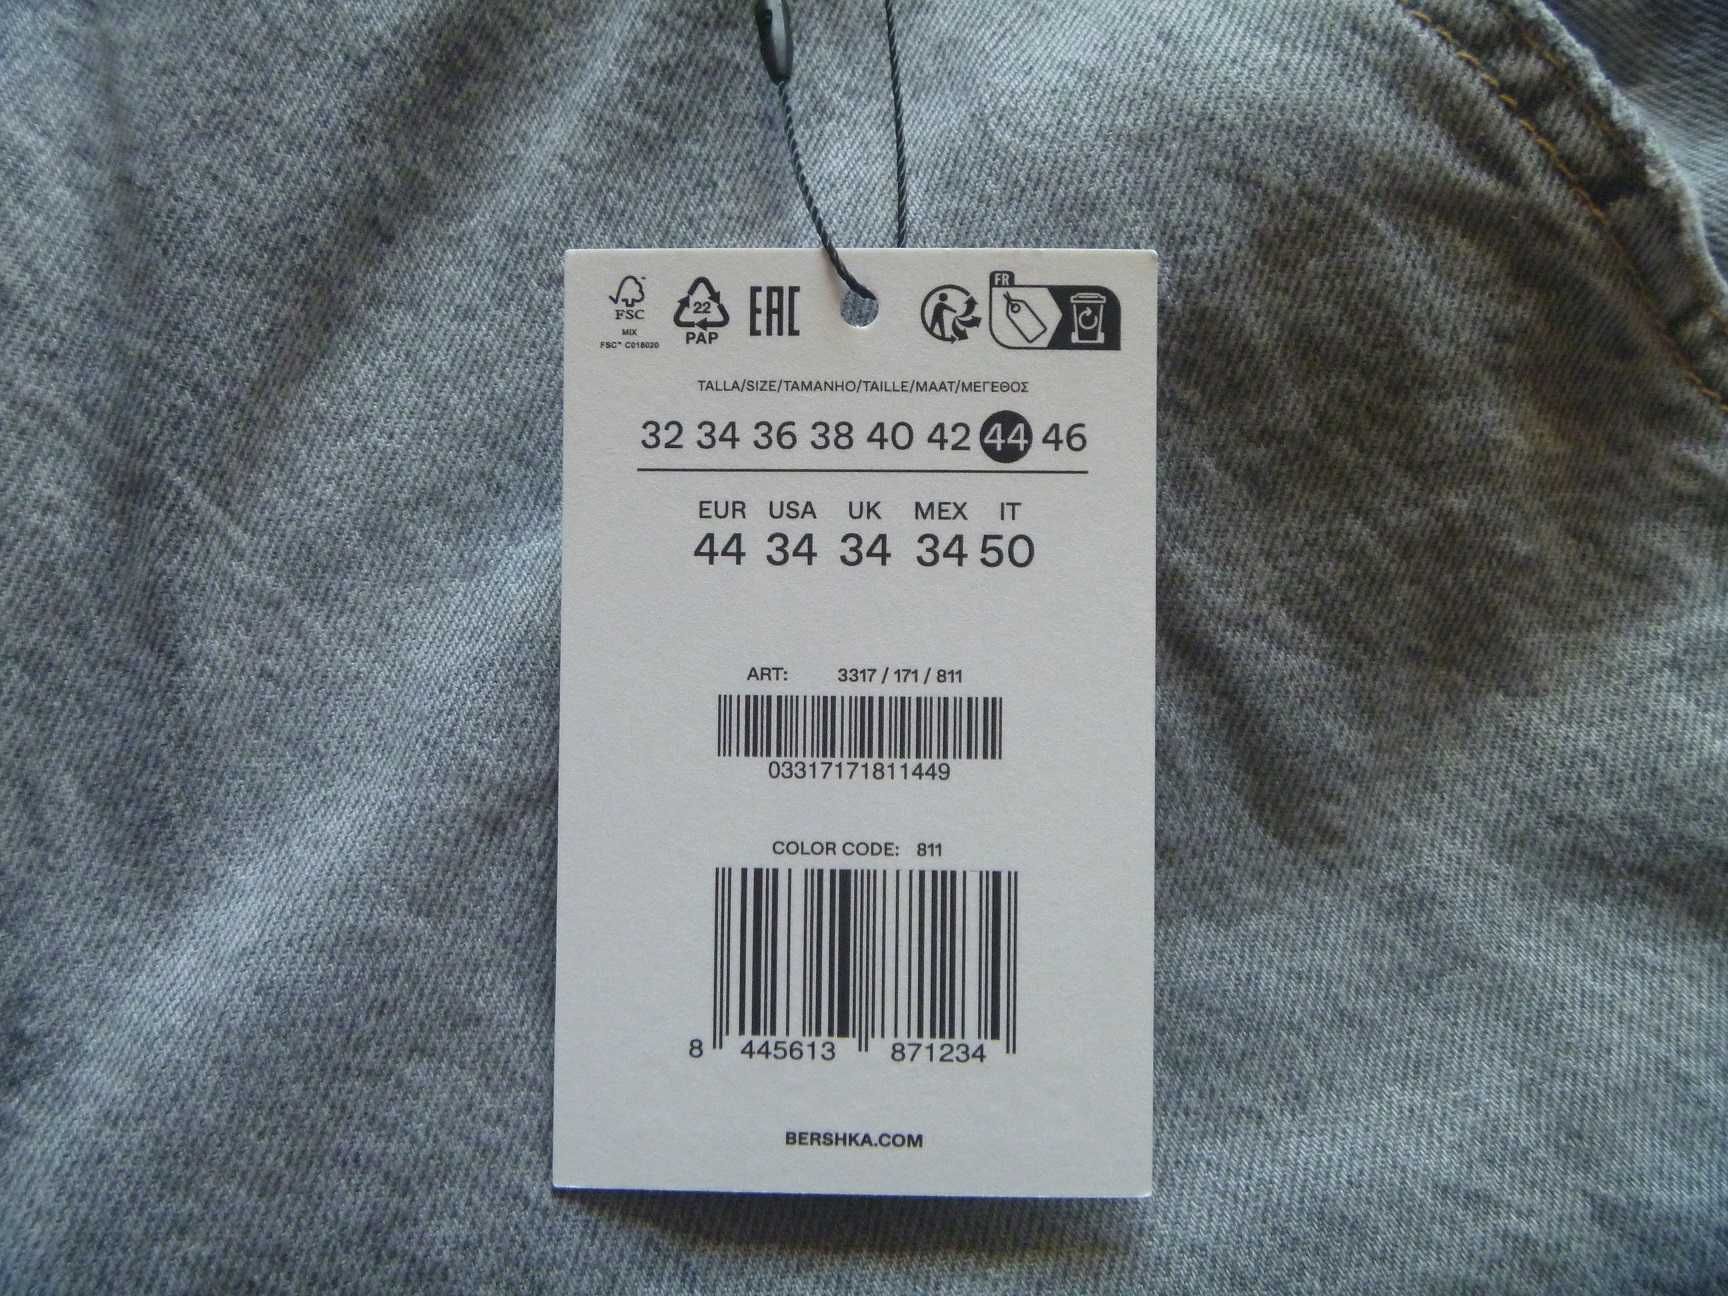 FSC
MIX
FSC™ C018020
22
PAP
EAC
FR
TALLA/SIZE/TAMANHO/TAILLE/MAAT/ΜΕΓΕΘΟΣ
32 34 36 38 40 42 44 46
EUR USA UK MEX IT
44 34 34 34 50
ART: 3317 / 171 / 811
03317171811449
COLOR CODE: 811
8 445613 871234
BERSHKA.COM